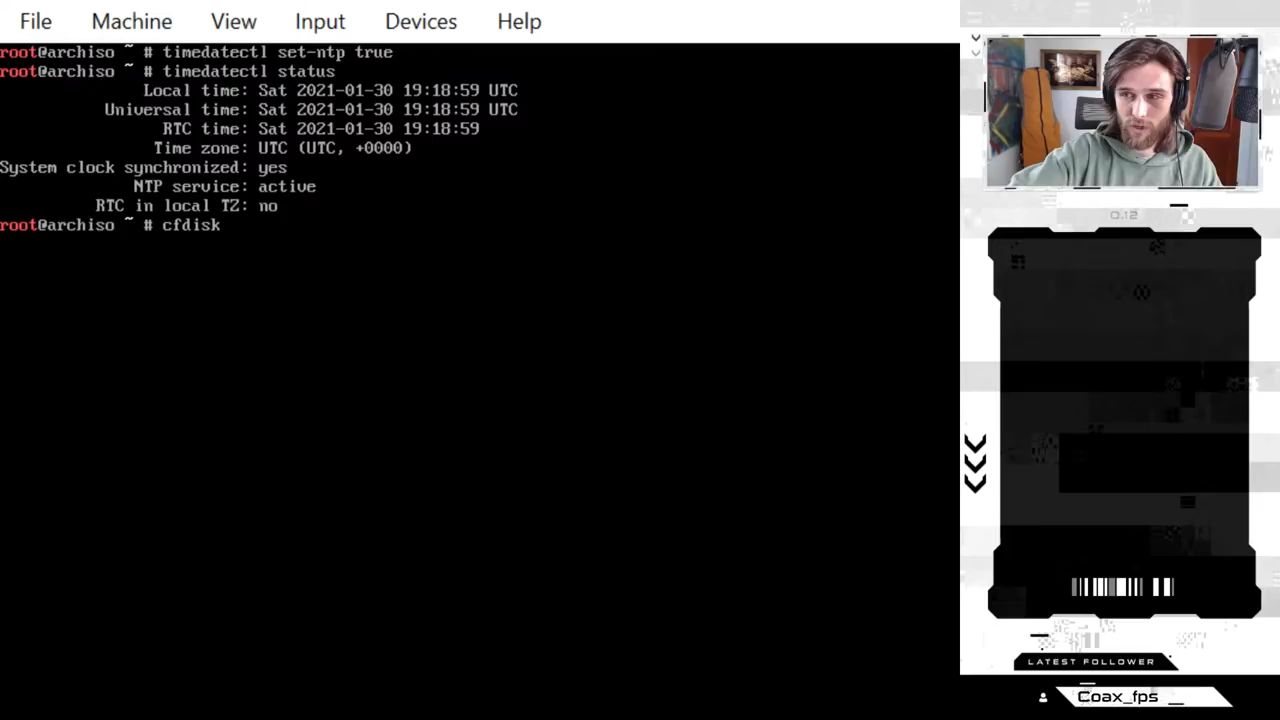 File Machine View Input Devices Help
root@archiso ~ # timedatectl set-ntp true
root@archiso ~ # timedatectl status
Local time: Sat 2021-01-30 19:18:59 UTC
Universal time: Sat 2021-01-30 19:18:59 UTC
RTC time: Sat 2021-01-30 19:18:59
Time zone: UTC (UTC, +0000)
System clock synchronized: yes
NTP service: active
RTC in local TZ: no
root@archiso ~ # cfdisk
0.12
LATEST FOLLOWER
Coax_fps